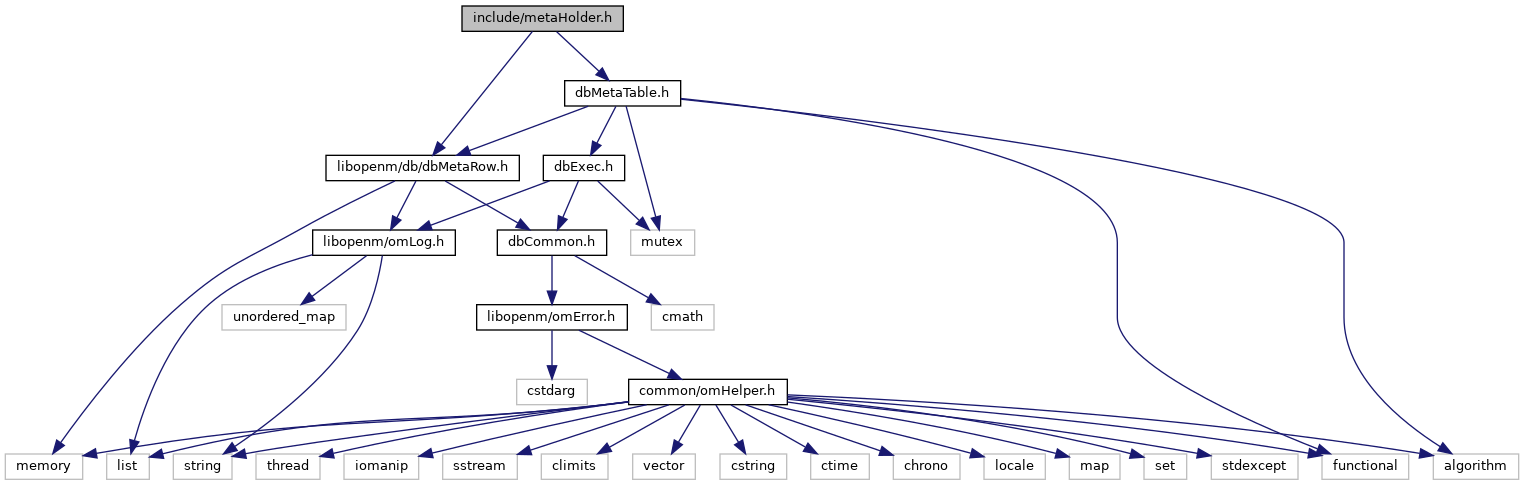 include/metaHolder.h
dbMetaTable.h
libopenm/db/dbMetaRow.h
dbExec.h
libopenm/omLog.h
dbCommon.h
mutex
unordered_map
libopenm/omError.h
cmath
cstdarg
common/omHelper.h
memory
list
string
thread
iomanip
sstream
climits
vector
cstring
ctime
chrono
locale
map
set
stdexcept
functional
algorithm